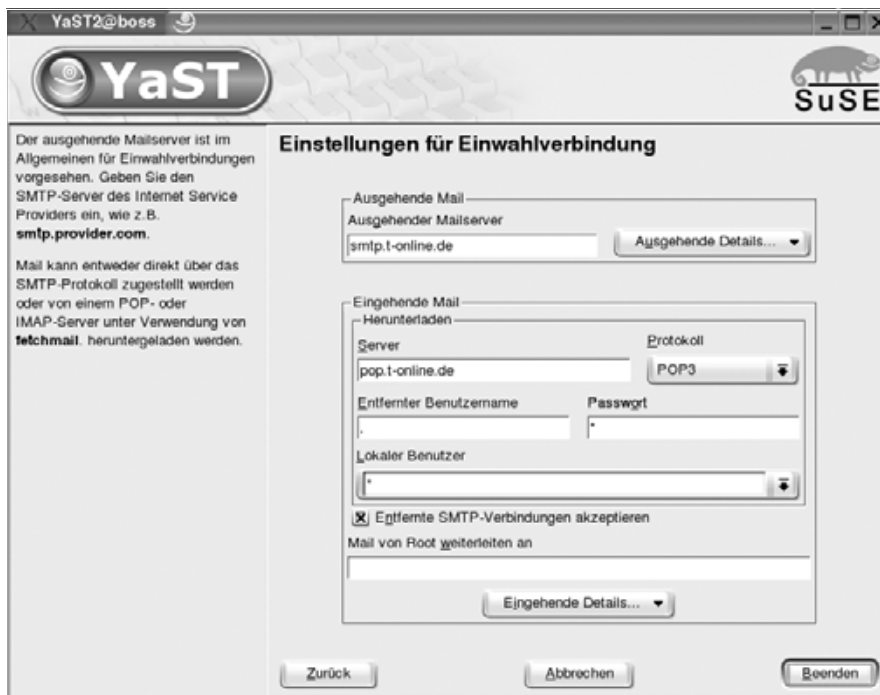 YaST2@boss
YaST
SuSE
Der ausgehende Mailserver ist im
Allgemeinen für Einwahlverbindungen
vorgesehen. Geben Sie den
SMTP-Server des Internet Service
Providers ein, wie z.B.
smtp.provider.com.
Mail kann entweder direkt über das
SMTP-Protokoll zugestellt werden
oder von einem POP- oder
IMAP-Server unter Verwendung von
fetchmail. heruntergeladen werden.
Einstellungen für Einwahlverbindung
Ausgehende Mail
Ausgehender Mailserver
smtp.t-online.de
Ausgehende Details...
Eingehende Mail
Herunterladen
Server
Protokoll
pop.t-online.de
POP3
Entfernter Benutzername
Passwort
.
*
Lokaler Benutzer
*
Entfernte SMTP-Verbindungen akzeptieren
Mail von Root weiterleiten an
Eingehende Details...
Zurück
Abbrechen
Beenden